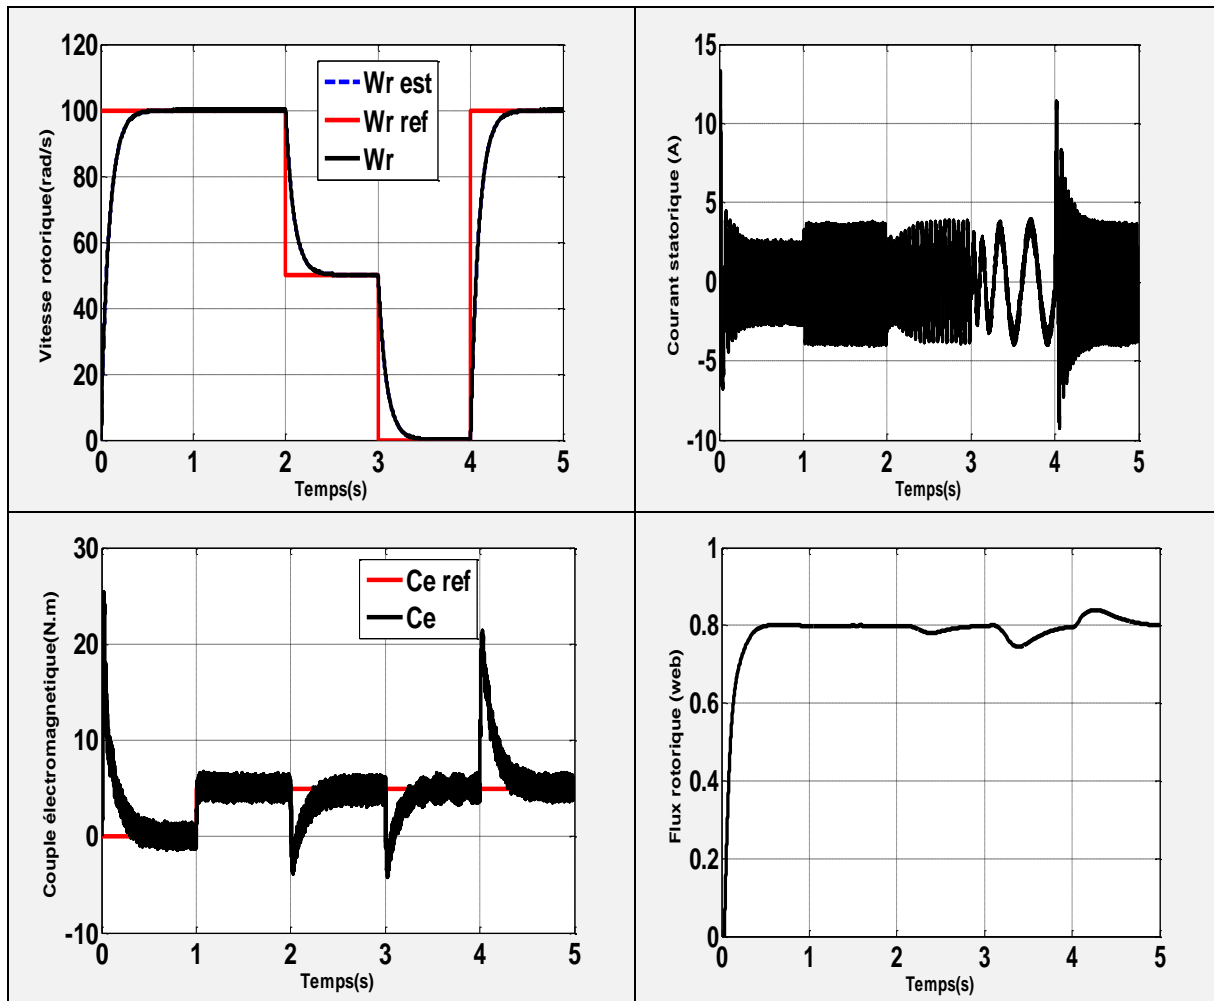 Vitesse rotorique(rad/s)
120
100
80
60
40
20
0
Wr est
Wr ref
Wr
0 1 2 3 4 5
Temps(s)
Courant statorique (A)
15
10
5
0
-5
-10
0 1 2 3 4 5
Temps(s)
Couple électromagnetique(N.m)
30
20
10
0
-10
Ce ref
Ce
0 1 2 3 4 5
Temps(s)
Flux rotorique (web)
1
0.8
0.6
0.4
0.2
0
0 1 2 3 4 5
Temps(s)